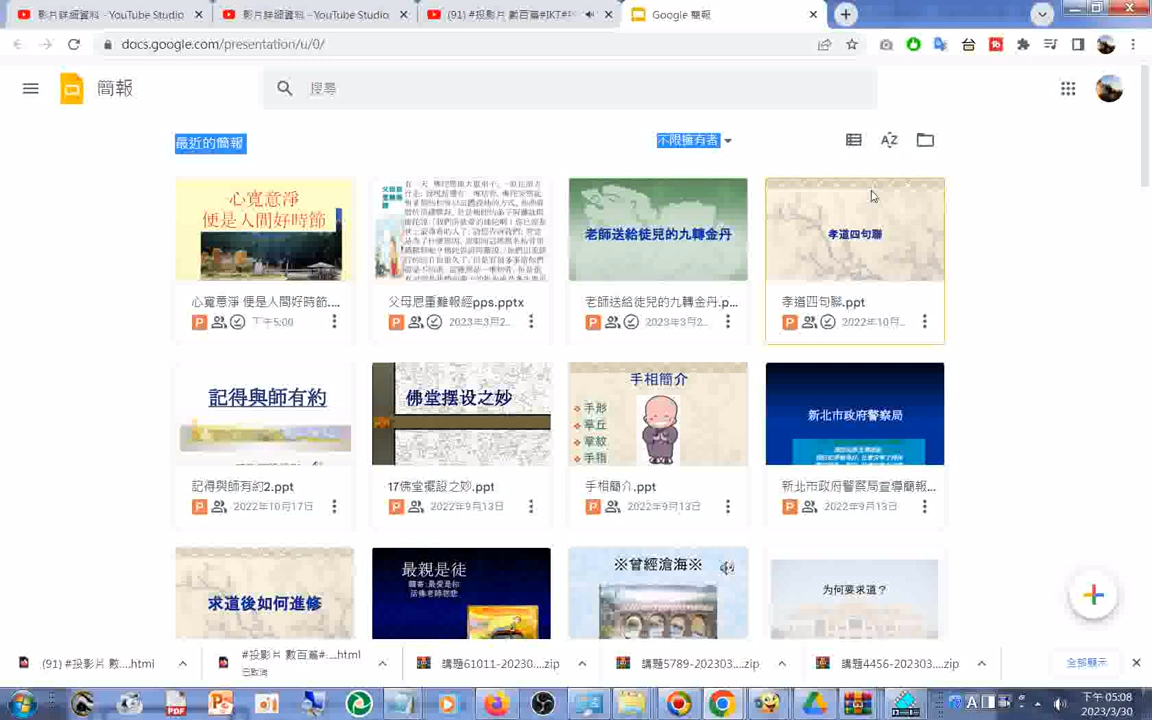 影片詳細資料 - YouTube Studio
影片詳細資料 - YouTube Studio
(91) #投影片 數百篇#IKT#
Google 簡報
docs.google.com/presentation/u/0/
簡報
搜尋
最近的簡報
不限擁有者
心寬意淨
便是人間好時節
老師送給徒兒的九轉金丹
孝道四句聯
心寬意淨 便是人間好時節....
下午5:00
父母恩重難報經pps.pptx
2023年3月2...
老師送給徒兒的九轉金丹.p...
2023年3月2...
孝道四句聯.ppt
2022年10月...
記得與師有約
佛堂摆设之妙
手相簡介
手形
掌丘
掌紋
手指
新北市政府警察局
記得與師有約2.ppt
2022年10月17日
17佛堂擺設之妙.ppt
2022年9月13日
手相簡介.ppt
2022年9月13日
新北市政府警察局宣導簡報...
2022年9月13日
求道後如何進修
最親是徒
※曾經滄海※
为何要求道？
(91) #投影片 數....html
#投影片 數百篇#...._html
已取消
講題61011-20230....zip
講題5789-202303....zip
講題4456-202303....zip
全部顯示
下午 05:08
2023/3/30